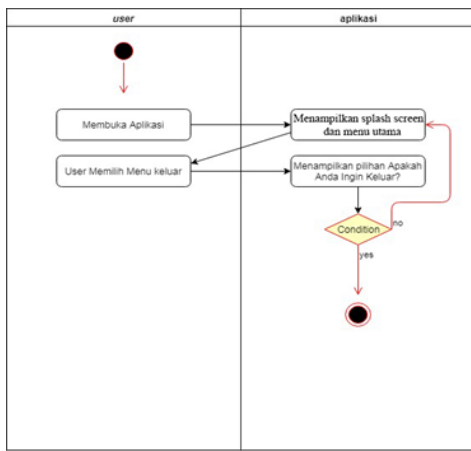 user
aplikasi
Membuka Aplikasi
Menampilkan splash screen
dan menu utama
User Memilih Menu keluar
Menampilkan pilihan Apakah
Anda Ingin Keluar?
Condition
no
yes